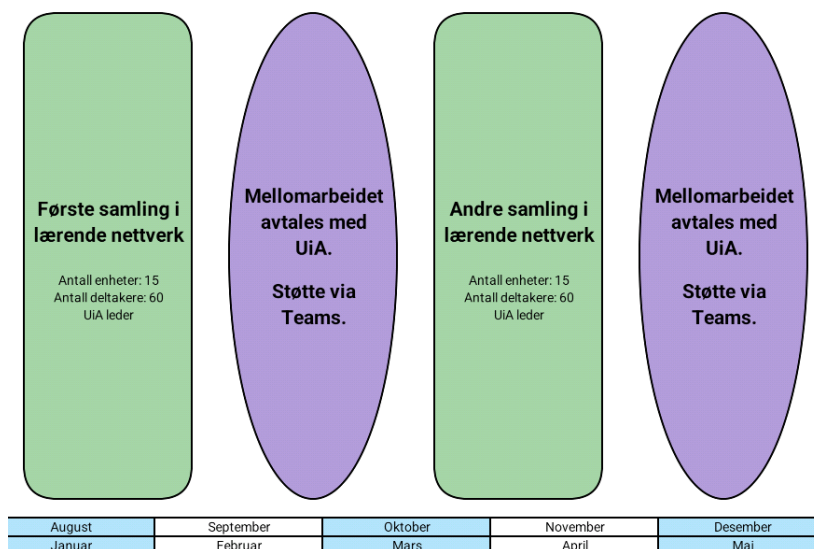 Første samling i
lærende nettverk
Antall enheter: 15
Antall deltakere: 60
UiA leder
Mellomarbeidet
avtales med
UiA.
Støtte via
Teams.
Andre samling i
lærende nettverk
Antall enheter: 15
Antall deltakere: 60
UiA leder
Mellomarbeidet
avtales med
UiA.
Støtte via
Teams.
August September Oktober November Desember
Januar Februar Mars April Mai